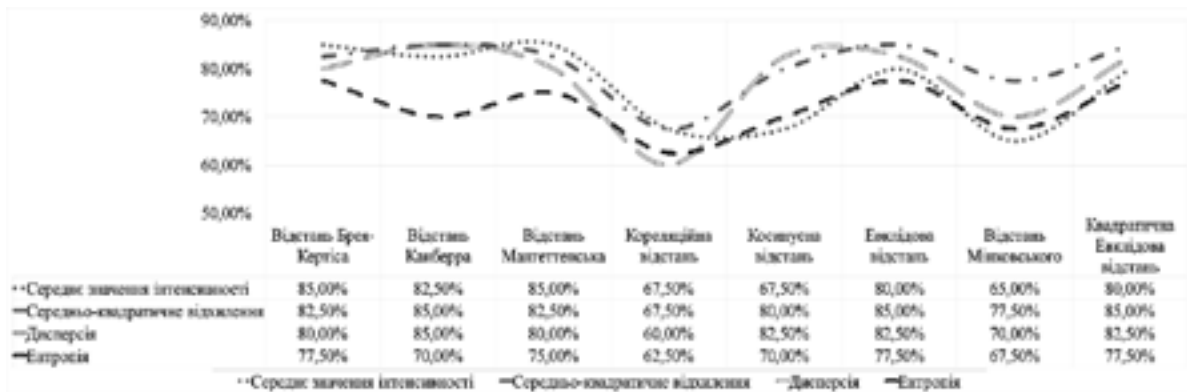 90,00%
80,00%
70,00%
60,00%
50,00%
Відстань Брея-Кертіса
Відстань Канберра
Відстань Мангеттенська
Кореляційна відстань
Косинусна відстань
Евклідова відстань
Відстань Мінковського
Квадратична Евклідова відстань
Середнє значення інтенсивності 85,00% 82,50% 85,00% 67,50% 67,50% 80,00% 65,00% 80,00%
Середньо-квадратичне відхилення 82,50% 85,00% 82,50% 67,50% 80,00% 85,00% 77,50% 85,00%
Дисперсія 80,00% 85,00% 80,00% 60,00% 82,50% 82,50% 70,00% 82,50%
Ентропія 77,50% 70,00% 75,00% 62,50% 70,00% 77,50% 67,50% 77,50%
Середнє значення інтенсивності Середньо-квадратичне відхилення Дисперсія Ентропія